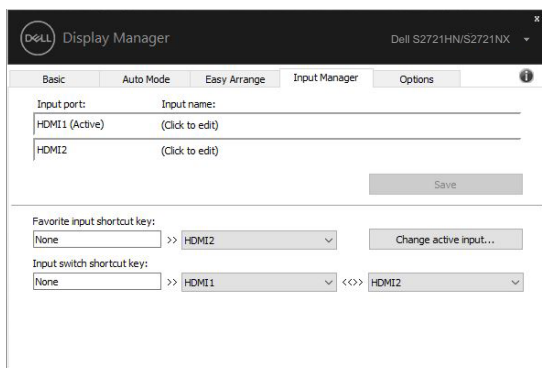 x
DELL Display Manager Dell S2721HN/S2721NX
Basic Auto Mode Easy Arrange Input Manager Options
Input port: Input name:
HDMI1 (Active) (Click to edit)
HDMI2 (Click to edit)
Save
Favorite input shortcut key:
None >> HDMI2 Change active input...
Input switch shortcut key:
None >> HDMI1 <<>> HDMI2